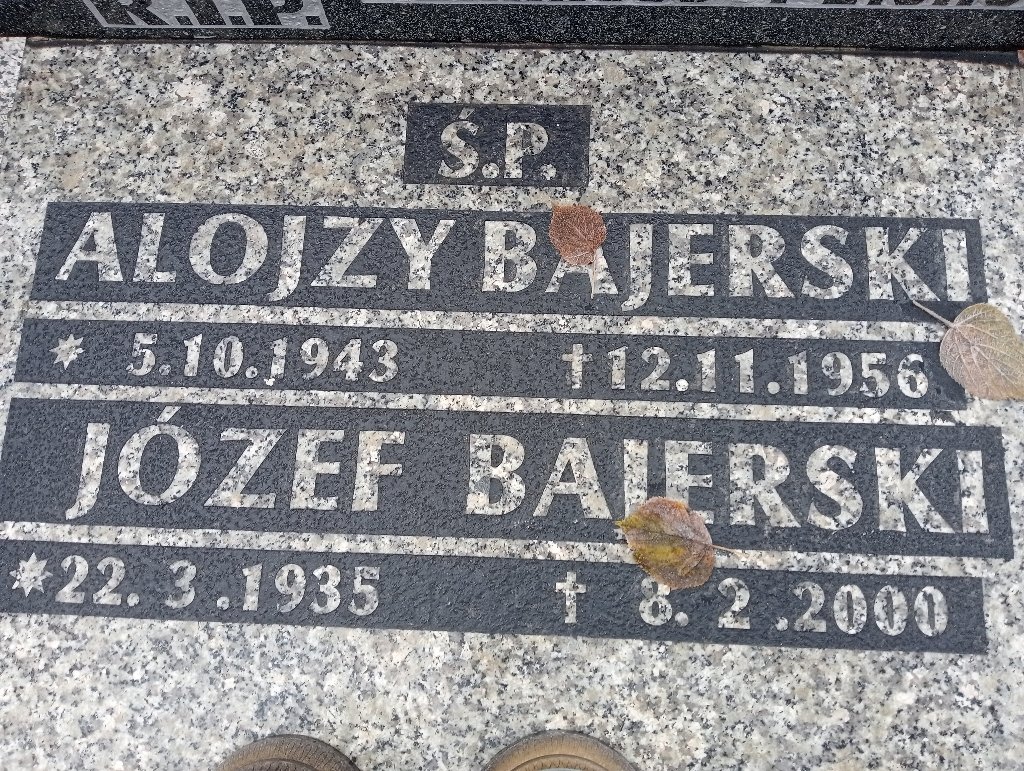 R.I.P.
Ś.P.
ALOJZY BAJERSKI
* 5.10.1943 †12.11.1956
JÓZEF BAJERSKI
* 22.3.1935 † 8.2.2000